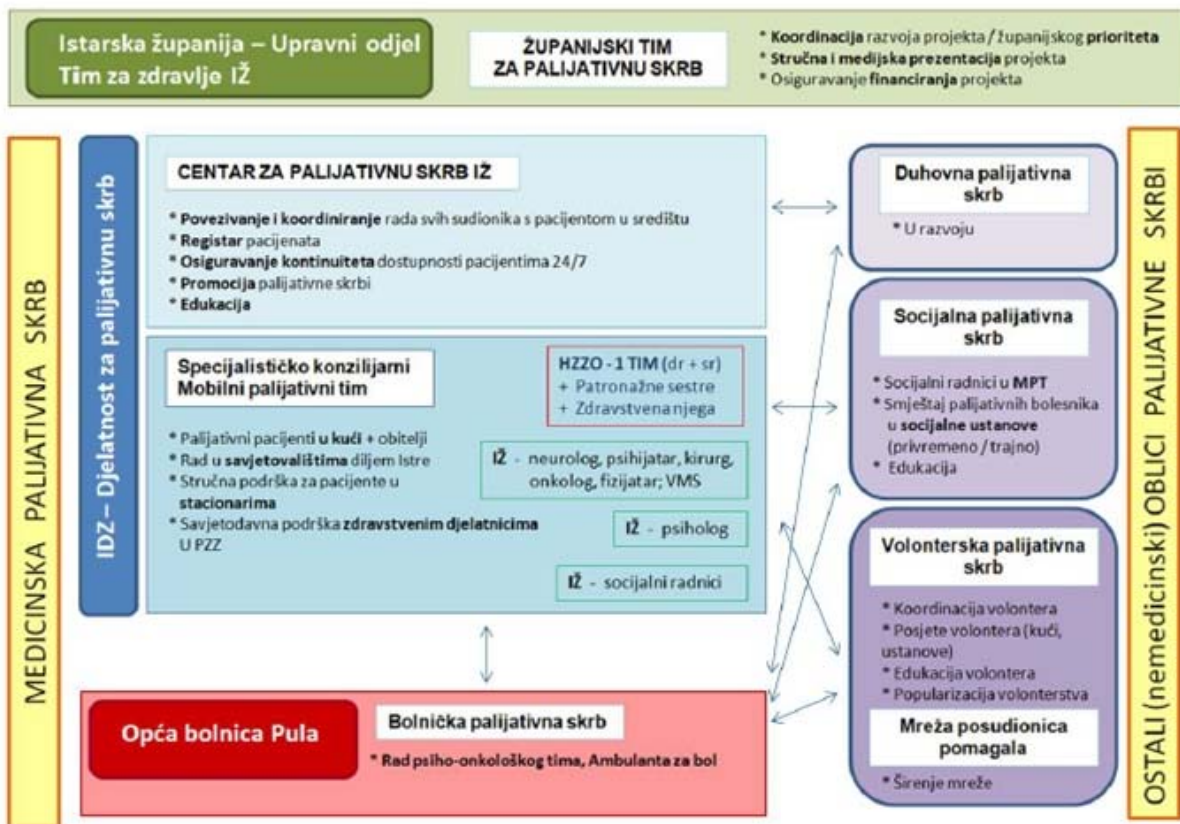 Istarska županija – Upravni odjel
Tim za zdravlje IŽ
ŽUPANIJSKI TIM
ZA PALIJATIVNU SKRB
* Koordinacija razvoja projekta / županijskog prioriteta
* Stručna i medijska prezentacija projekta
* Osiguravanje financiranja projekta
MEDICINSKA PALIJATIVNA SKRB
IDZ – Djelatnost za palijativnu skrb
CENTAR ZA PALIJATIVNU SKRB IŽ
* Povezivanje i koordiniranje rada svih sudionika s pacijentom u središtu
* Registar pacijenata
* Osiguravanje kontinuiteta dostupnosti pacijentima 24/7
* Promocija palijativne skrbi
* Edukacija
Specijalističko konzilijarni
Mobilni palijativni tim
* Palijativni pacijenti u kući + obitelji
* Rad u savjetovalištima diljem Istre
* Stručna podrška za pacijente u
stacionarima
* Savjetodavna podrška zdravstvenim djelatnicima
U PZZ
HZZO - 1 TIM (dr + sr)
+ Patronažne sestre
+ Zdravstvena njega
IŽ - neurolog, psihijatar, kirurg,
onkolog, fizijatar; VMS
IŽ - psiholog
IŽ - socijalni radnici
Opća bolnica Pula
Bolnička palijativna skrb
* Rad psiho-onkološkog tima, Ambulanta za bol
Duhovna palijativna
skrb
* U razvoju
Socijalna palijativna
skrb
* Socijalni radnici u MPT
* Smještaj palijativnih bolesnika
u socijalne ustanove
(privremeno / trajno)
* Edukacija
Volonterska palijativna
skrb
* Koordinacija volontera
* Posjete volontera (kući,
ustanove)
* Edukacija volontera
* Popularizacija volonterstva
Mreža posudionica
pomagala
* Širenje mreže
OSTALI (nemedicinski) OBLICI PALIJATIVNE SKRBI